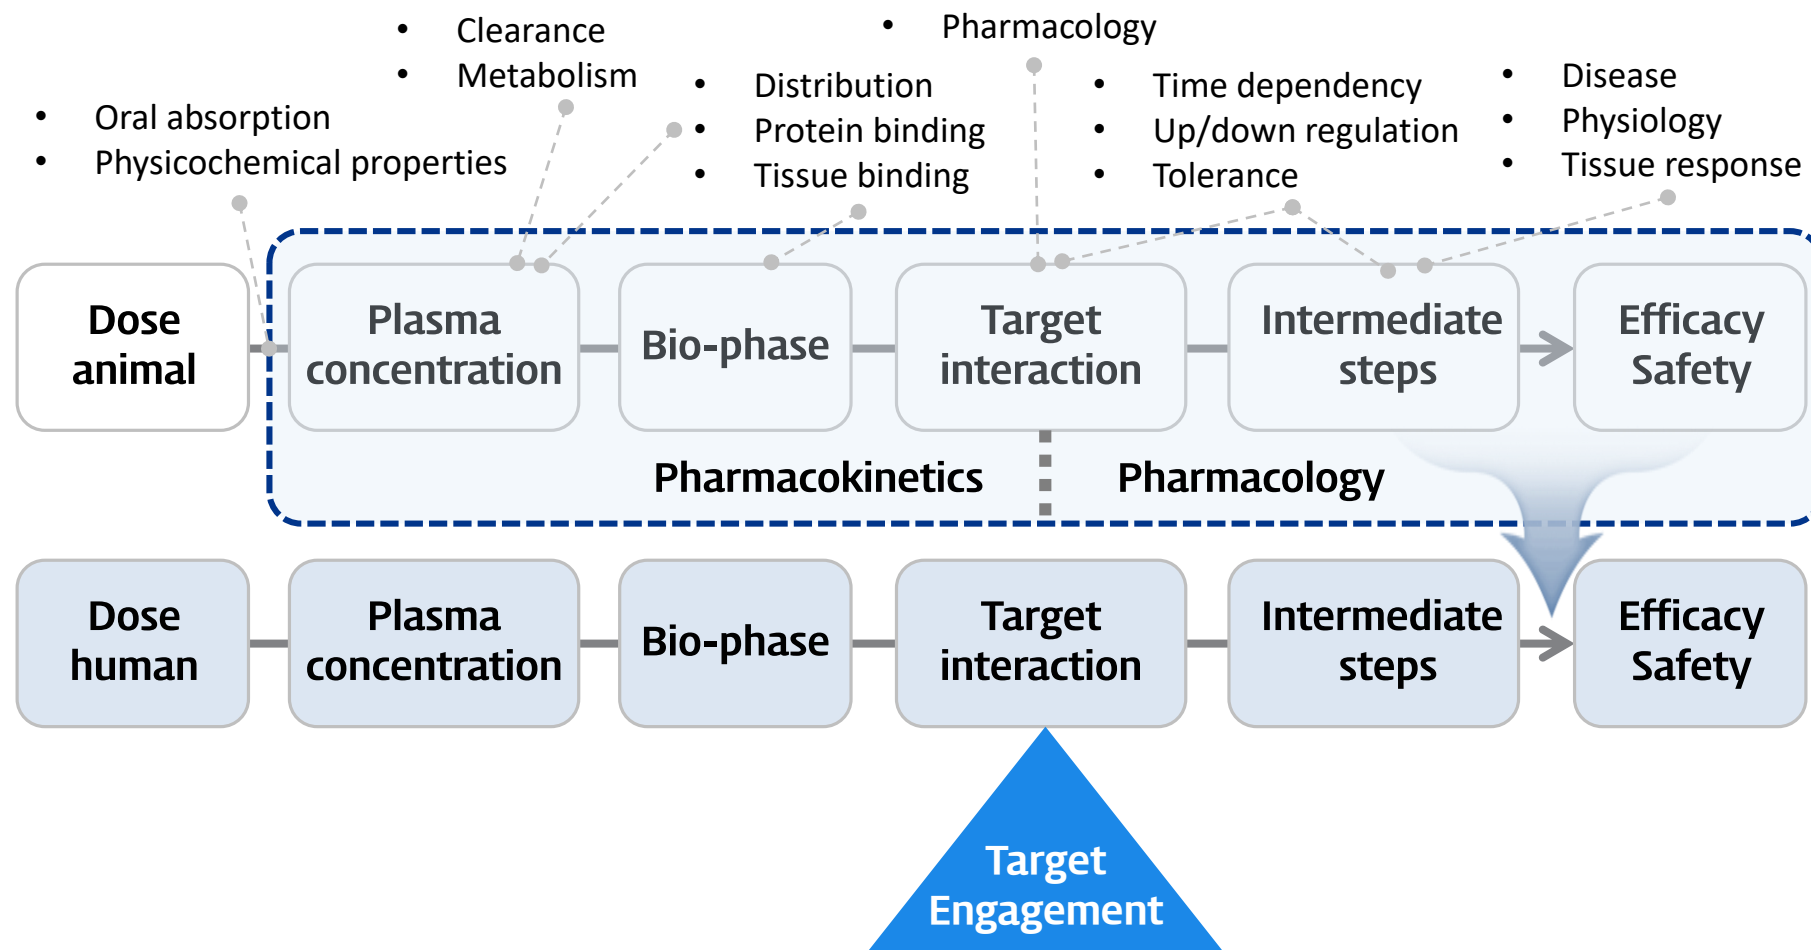 • Clearance
• Metabolism
• Pharmacology
• Oral absorption
• Physicochemical properties
• Distribution
• Protein binding
• Tissue binding
• Time dependency
• Up/down regulation
• Tolerance
• Disease
• Physiology
• Tissue response
Dose
animal
Plasma
concentration
Bio-phase
Target
interaction
Intermediate
steps
Efficacy
Safety
Pharmacokinetics
Pharmacology
Dose
human
Plasma
concentration
Bio-phase
Target
interaction
Intermediate
steps
Efficacy
Safety
Target
Engagement